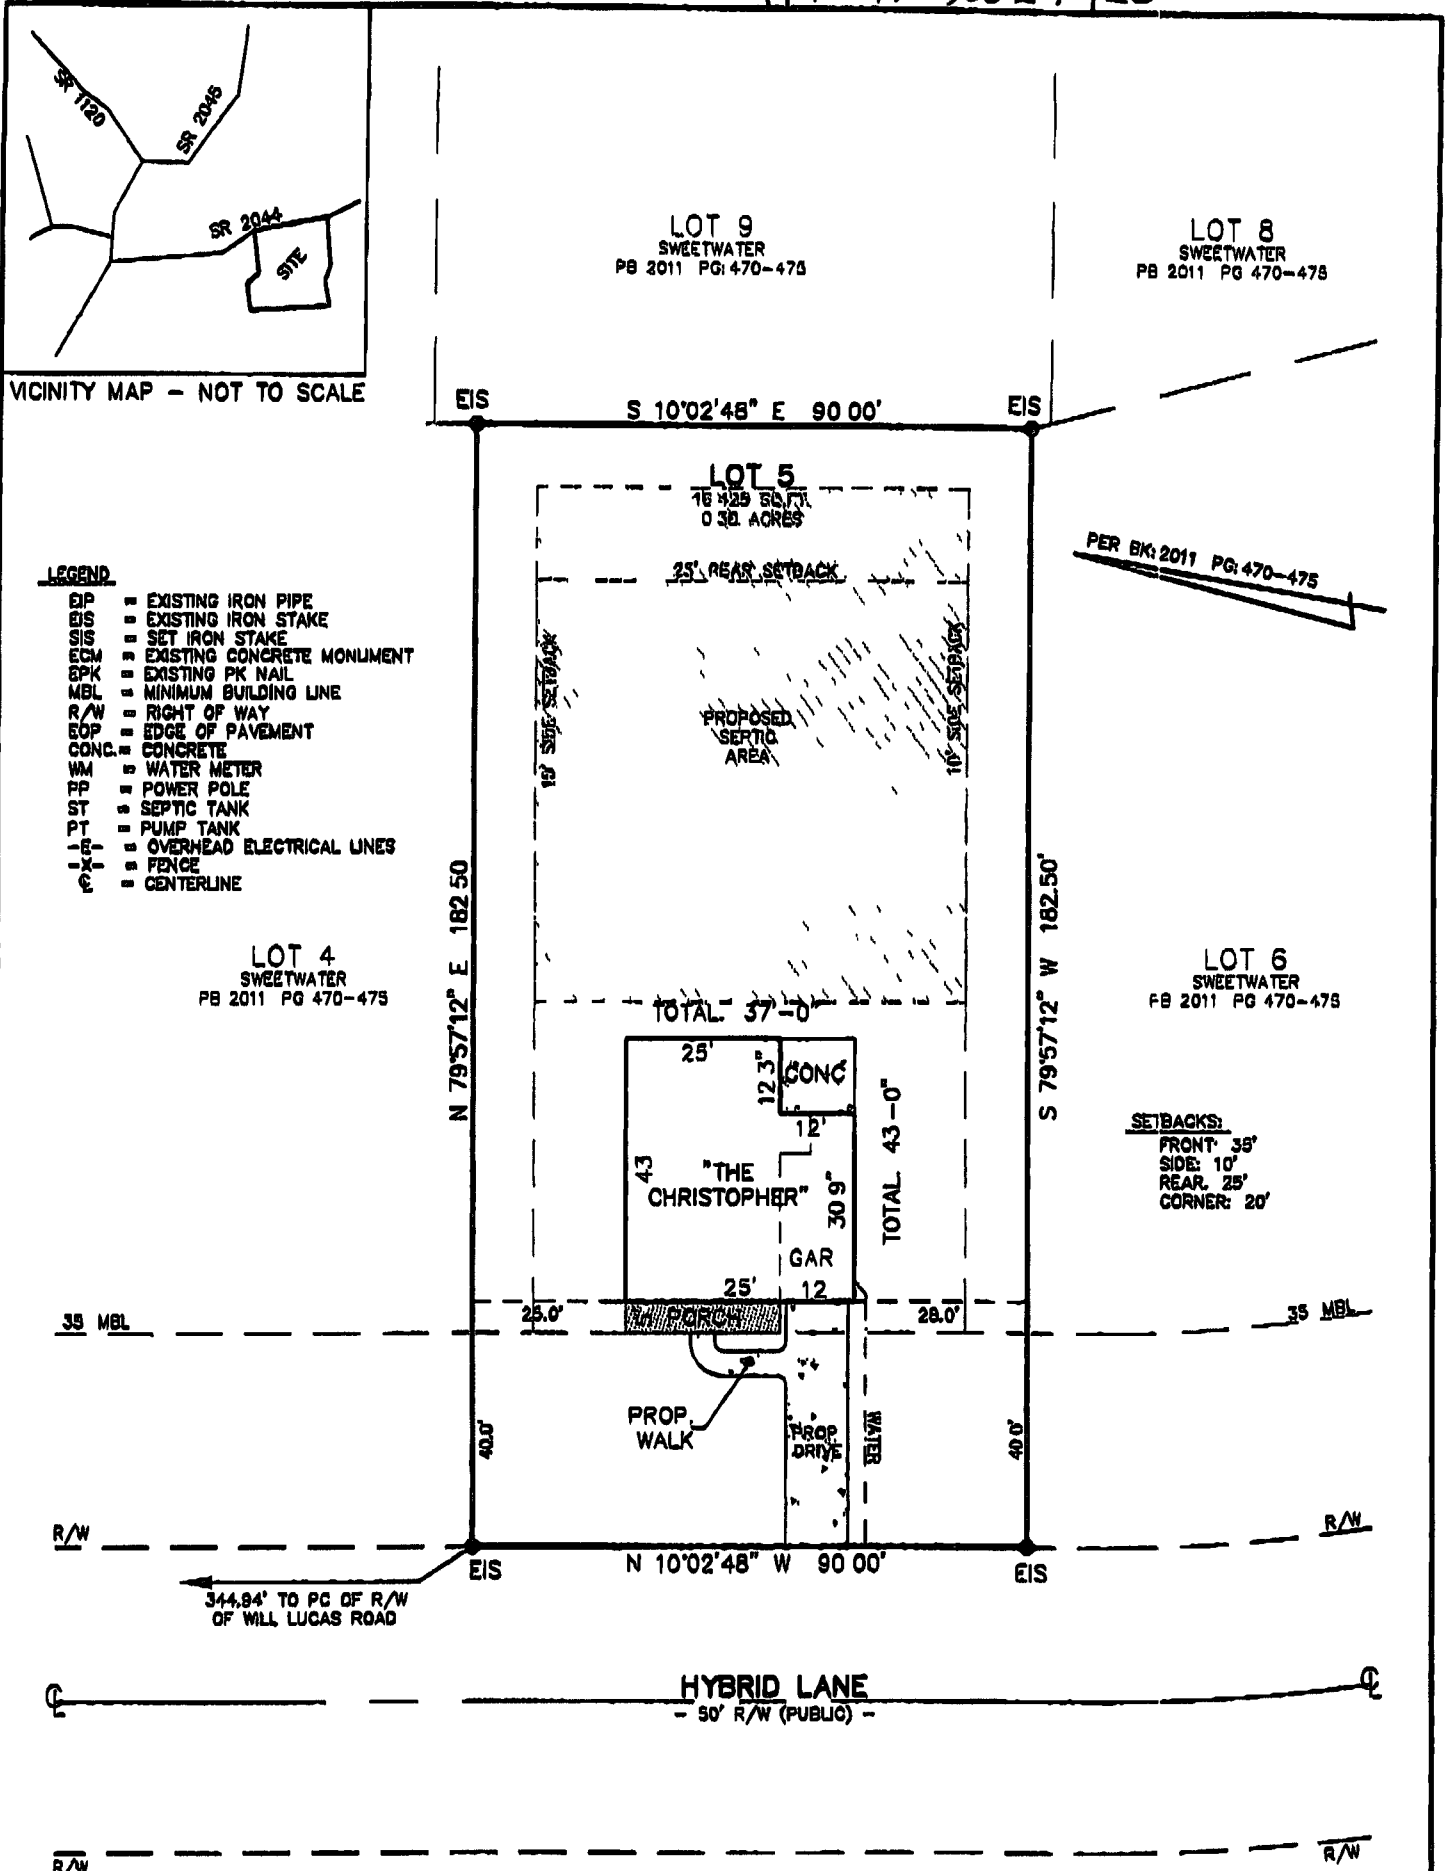 SR 1120
SR 2045
SR 2044
SITE
VICINITY MAP - NOT TO SCALE
LOT 9
SWEETWATER
PB 2011 PG: 470-475
LOT 8
SWEETWATER
PB 2011 PG 470-475
EIS
S 10°02'48" E 90 00'
EIS
LOT 5
16 425 SQ.FT.
0 38 ACRES
25' REAR SETBACK
PER BK: 2011 PG: 470-475
LEGEND
EIP = EXISTING IRON PIPE
EIS = EXISTING IRON STAKE
SIS = SET IRON STAKE
ECM = EXISTING CONCRETE MONUMENT
EPK = EXISTING PK NAIL
MBL = MINIMUM BUILDING LINE
R/W = RIGHT OF WAY
EOP = EDGE OF PAVEMENT
CONC. = CONCRETE
WM = WATER METER
PP = POWER POLE
ST = SEPTIC TANK
PT = PUMP TANK
-E- = OVERHEAD ELECTRICAL LINES
-X- = FENCE
℄ = CENTERLINE
10' SIDE SETBACK
10' SIDE SETBACK
PROPOSED
SEPTIC
AREA
N 79°57'12" E 182 50
S 79°57'12" W 182.50'
LOT 4
SWEETWATER
PB 2011 PG 470-475
LOT 6
SWEETWATER
PB 2011 PG 470-475
TOTAL. 37'-0"
25'
12 3"
CONC
12'
43
"THE
CHRISTOPHER"
30 9"
TOTAL. 43-0"
GAR
25'
12
SETBACKS:
FRONT: 35'
SIDE: 10'
REAR. 25'
CORNER: 20'
25.0'
PORCH
28.0'
35 MBL
35 MBL
PROP.
WALK
PROP
DRIVE
WATER
40.0'
40 0'
R/W
R/W
EIS
N 10°02'48" W 90 00'
EIS
344.94' TO PC OF R/W
OF WILL LUCAS ROAD
℄
HYBRID LANE
- 50' R/W (PUBLIC) -
℄
R/W
R/W